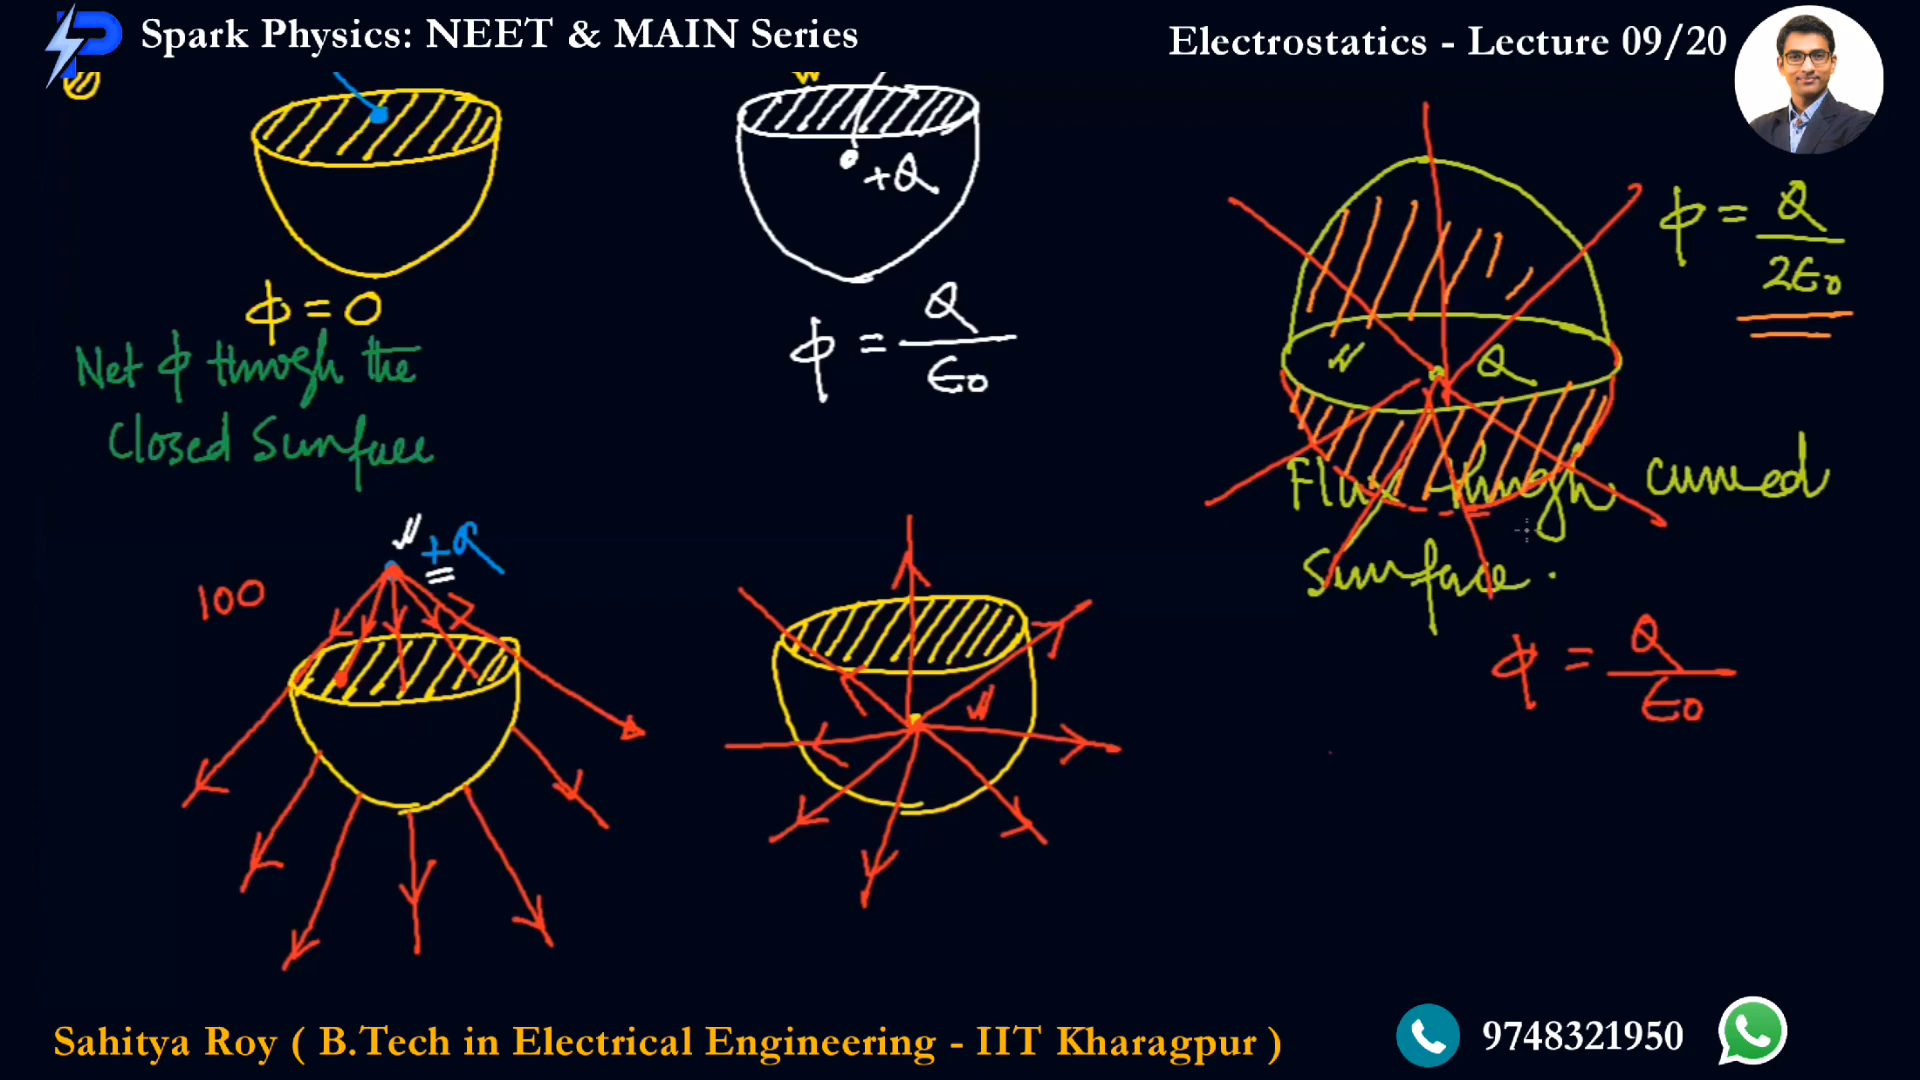 Spark Physics: NEET & MAIN Series
Electrostatics - Lecture 09/20
+Q
ϕ = Q/2ϵ₀
ϕ = 0
ϕ = Q/ϵ₀
Q
Net ϕ through the
Closed Surface
Flux through curved
Surface.
+Q
100
ϕ = Q/ϵ₀
Sahitya Roy ( B.Tech in Electrical Engineering - IIT Kharagpur )
9748321950